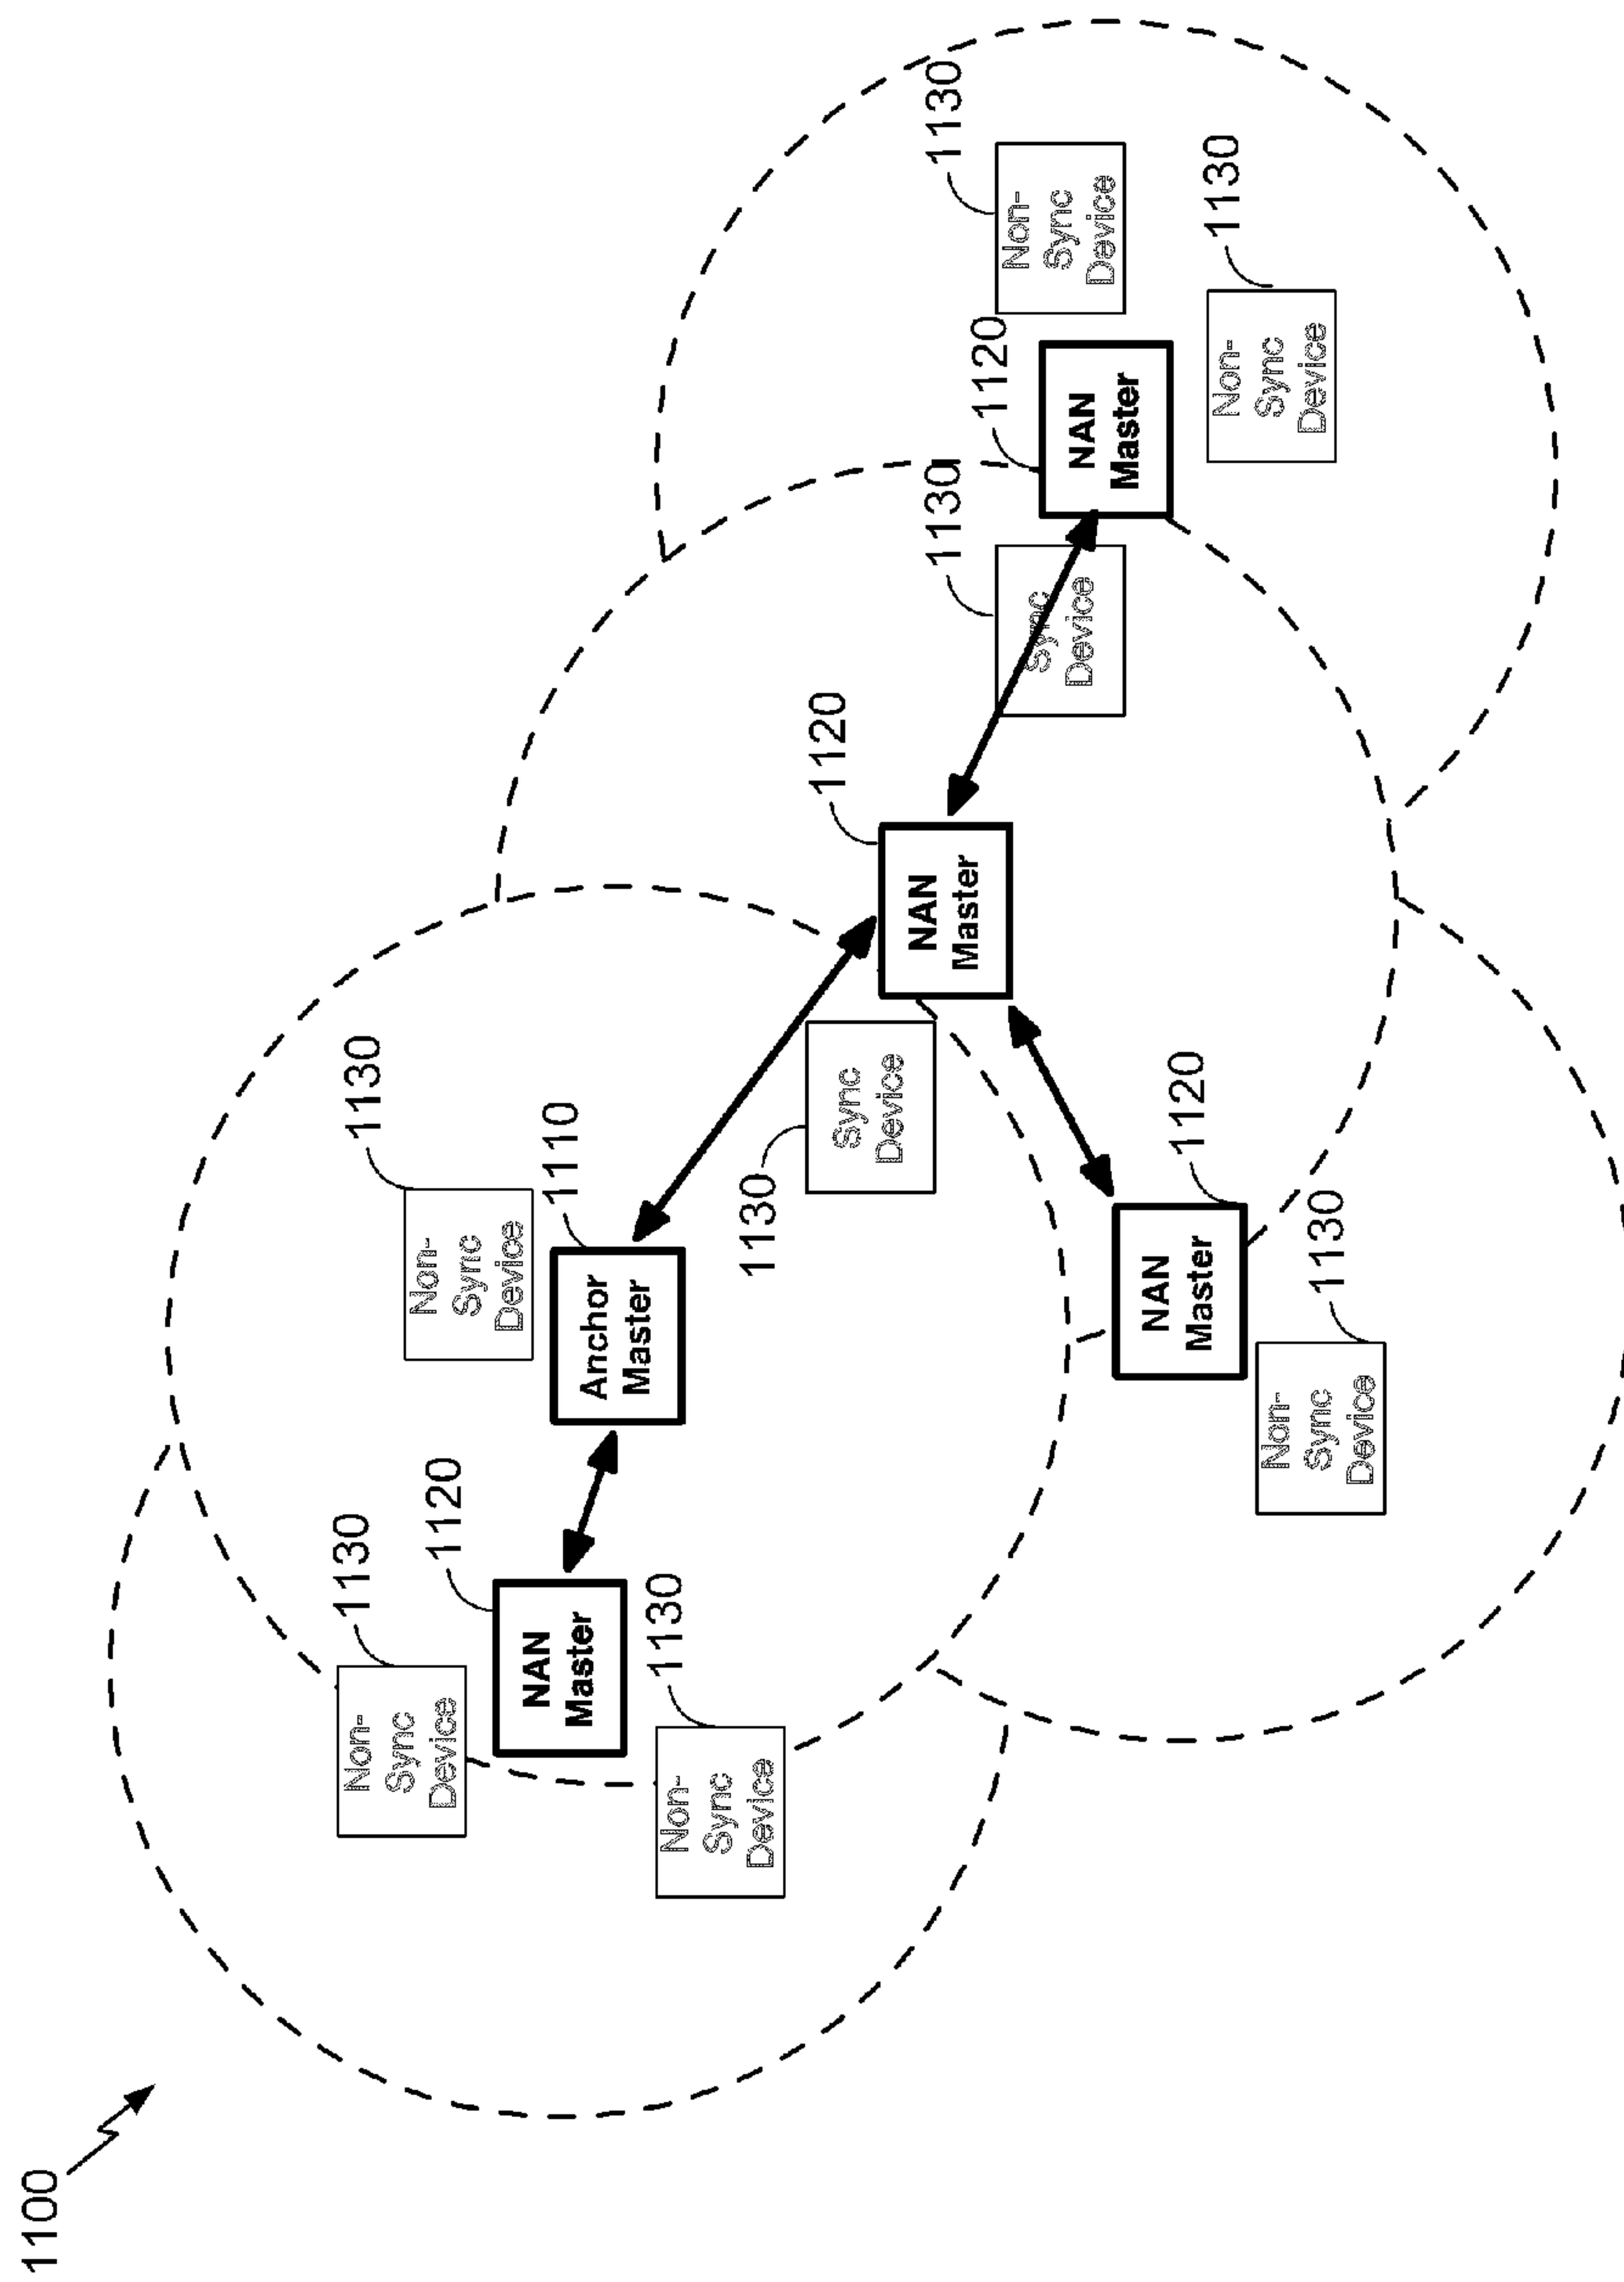 1100
1130
Non-
Sync
Device
1130
Non-
Sync
Device
1120
NAN
Master
1110
Anchor
Master
1130
Non-
Sync
Device
1130
Sync
Device
1120
NAN
Master
1130
Sync
Device
1130
Non-
Sync
Device
1120
NAN
Master
1120
NAN
Master
1130
Non-
Sync
Device
1130
Non-
Sync
Device